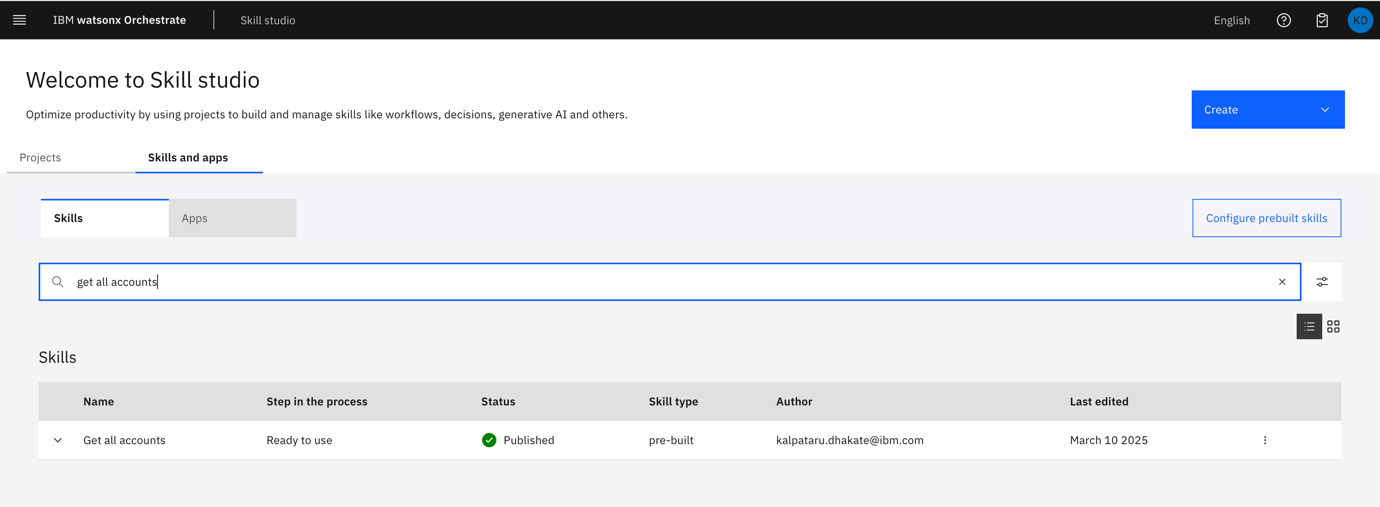 IBM watsonx Orchestrate Skill studio English KD
Welcome to Skill studio
Optimize productivity by using projects to build and manage skills like workflows, decisions, generative AI and others.
Create
Projects Skills and apps
Skills Apps Configure prebuilt skills
get all accounts
Skills
Name Step in the process Status Skill type Author Last edited
Get all accounts Ready to use Published pre-built kalpataru.dhakate@ibm.com March 10 2025